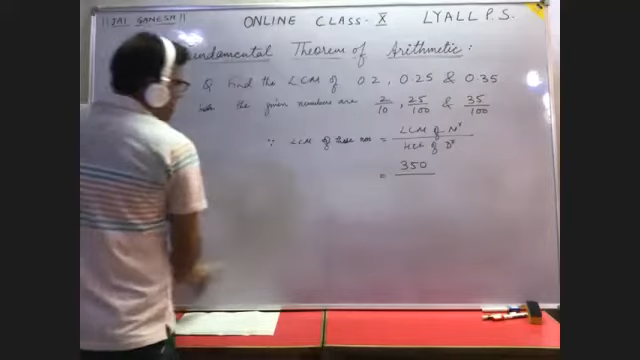 ||JAI GANESH|| ONLINE CLASS-X LYALL P.S.
Fundamental Theorem of Arithmetic:
Q Find the LCM of 0.2, 0.25 & 0.35
the given numbers are 2/10, 25/100 & 35/100
∵ LCM of these nos = LCM of Nʳ / HCF of Dʳ
= 350